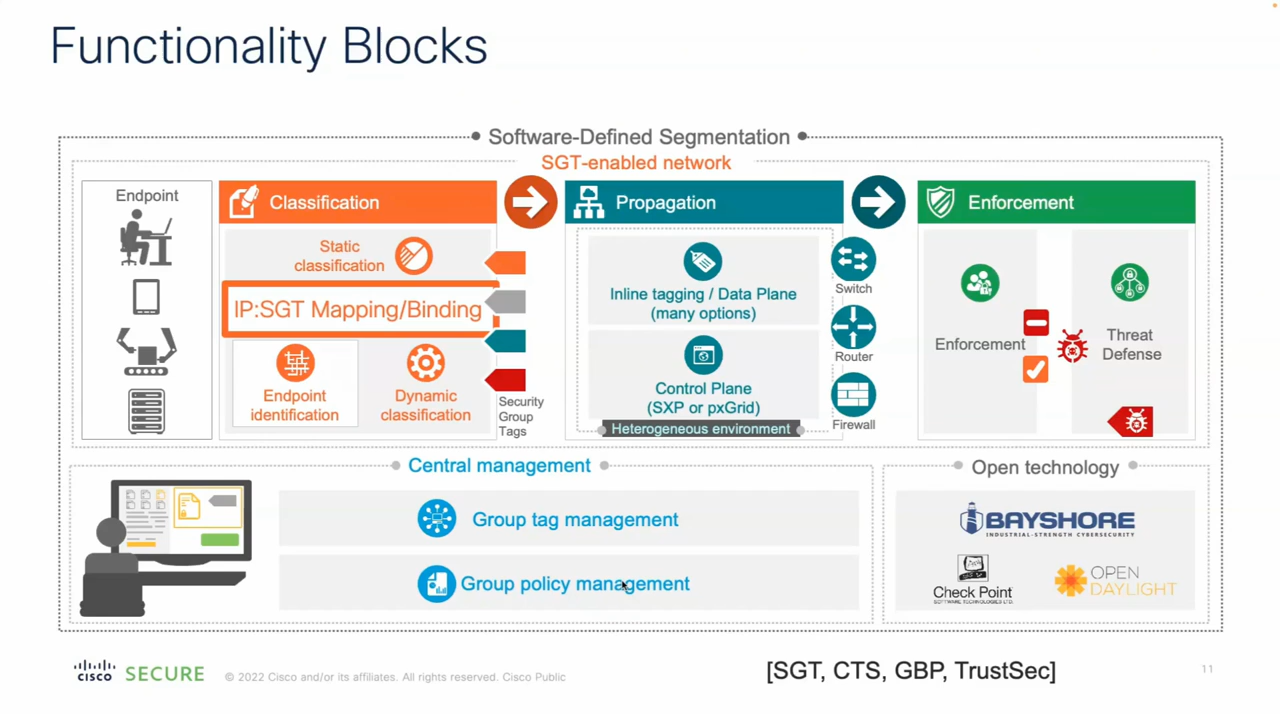 Functionality Blocks
Software-Defined Segmentation
SGT-enabled network
Endpoint
Classification
Static
classification
IP:SGT Mapping/Binding
Endpoint
identification
Dynamic
classification
Security
Group
Tags
Propagation
Inline tagging / Data Plane
(many options)
Control Plane
(SXP or pxGrid)
Heterogeneous environment
Switch
Router
Firewall
Enforcement
Enforcement
Threat
Defense
Central management
Group tag management
Group policy management
Open technology
BAYSHORE
INDUSTRIAL-STRENGTH CYBERSECURITY
Check Point
SOFTWARE TECHNOLOGIES LTD.
OPEN
DAYLIGHT
cisco SECURE
© 2022 Cisco and/or its affiliates. All rights reserved. Cisco Public
[SGT, CTS, GBP, TrustSec]
11